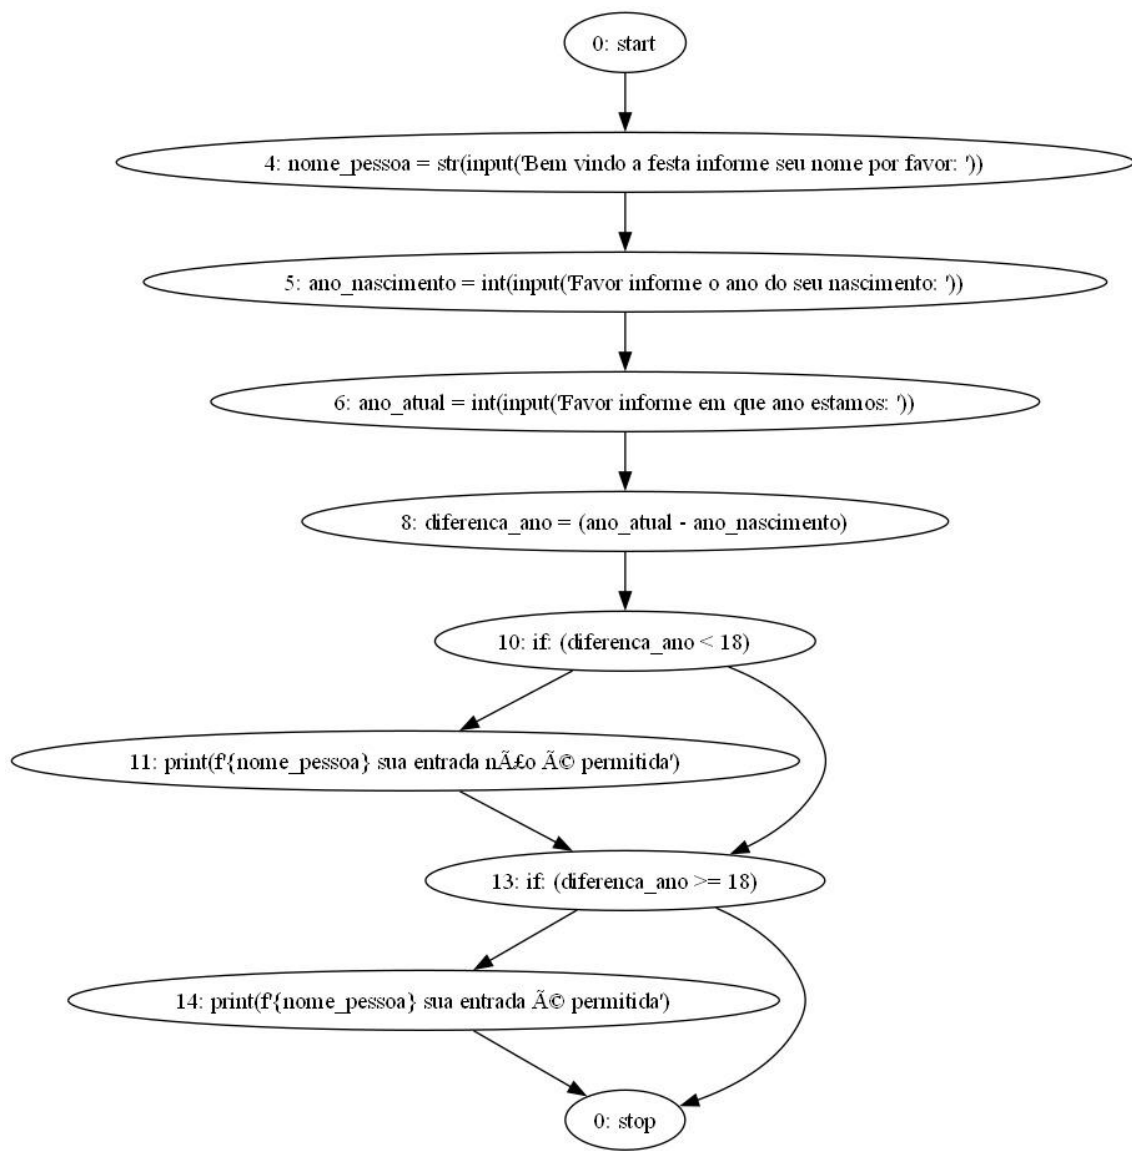 0: start
4: nome_pessoa = str(input('Bem vindo a festa informe seu nome por favor: '))
5: ano_nascimento = int(input('Favor informe o ano do seu nascimento: '))
6: ano_atual = int(input('Favor informe em que ano estamos: '))
8: diferenca_ano = (ano_atual - ano_nascimento)
10: if: (diferenca_ano < 18)
11: print(f'{nome_pessoa} sua entrada nÃ£o Ã© permitida')
13: if: (diferenca_ano >= 18)
14: print(f'{nome_pessoa} sua entrada Ã© permitida')
0: stop